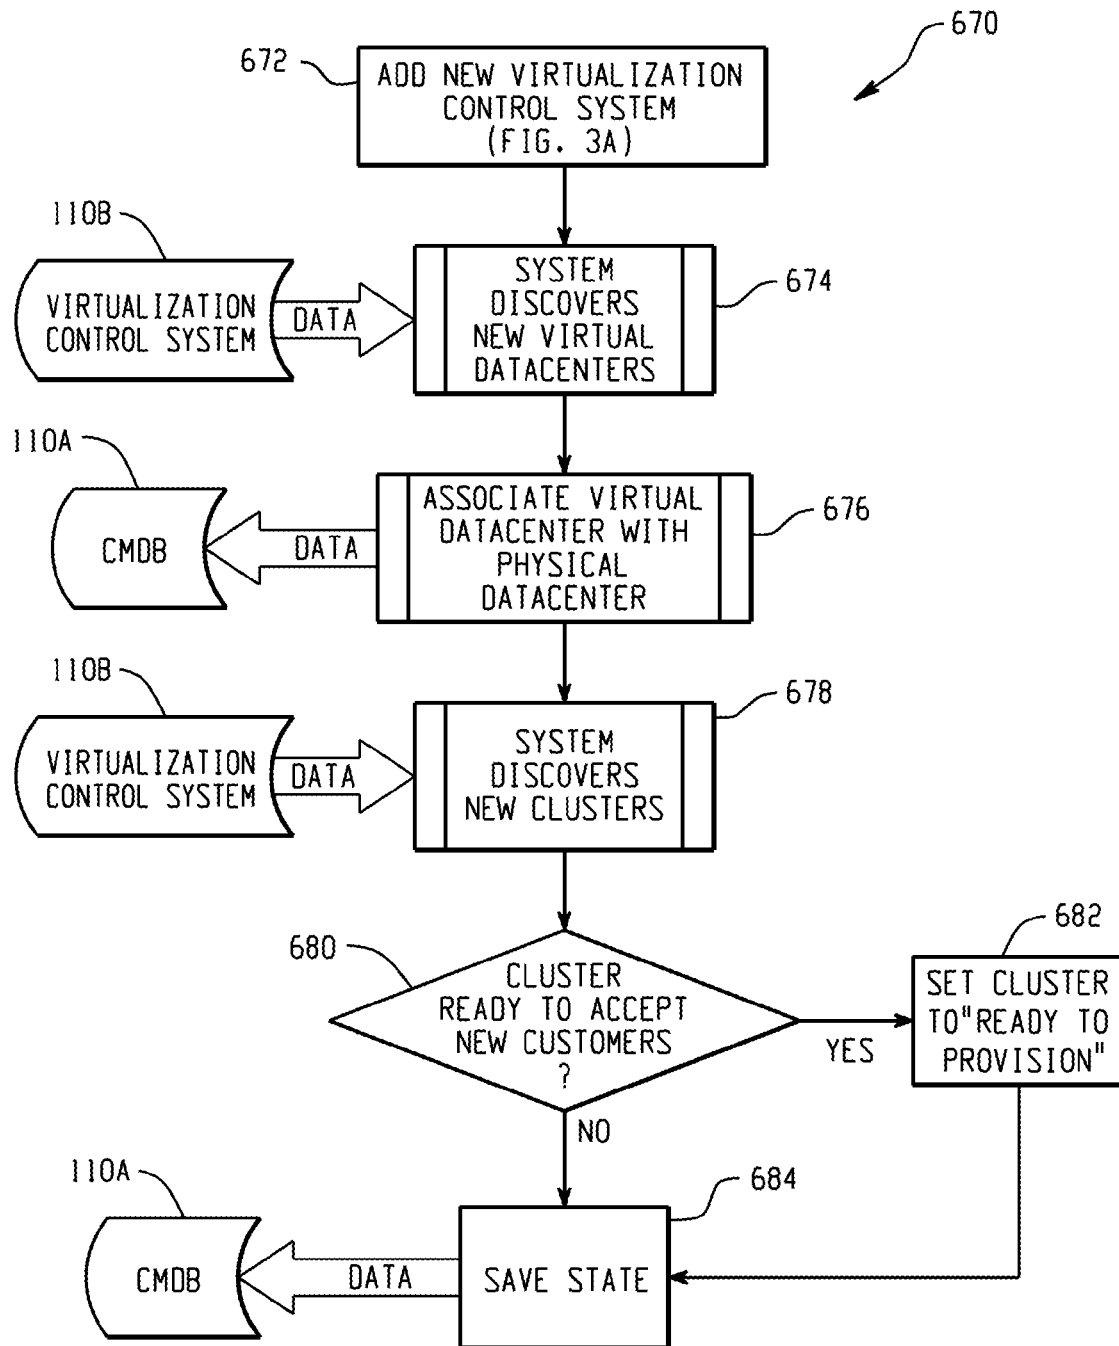 670
672
ADD NEW VIRTUALIZATION
CONTROL SYSTEM
(FIG. 3A)
110B
VIRTUALIZATION
CONTROL SYSTEM
DATA
SYSTEM
DISCOVERS
NEW VIRTUAL
DATACENTERS
674
110A
CMDB
DATA
ASSOCIATE VIRTUAL
DATACENTER WITH
PHYSICAL
DATACENTER
676
110B
VIRTUALIZATION
CONTROL SYSTEM
DATA
SYSTEM
DISCOVERS
NEW CLUSTERS
678
680
CLUSTER
READY TO ACCEPT
NEW CUSTOMERS
?
YES
682
SET CLUSTER
TO"READY TO
PROVISION"
NO
110A
CMDB
DATA
SAVE STATE
684